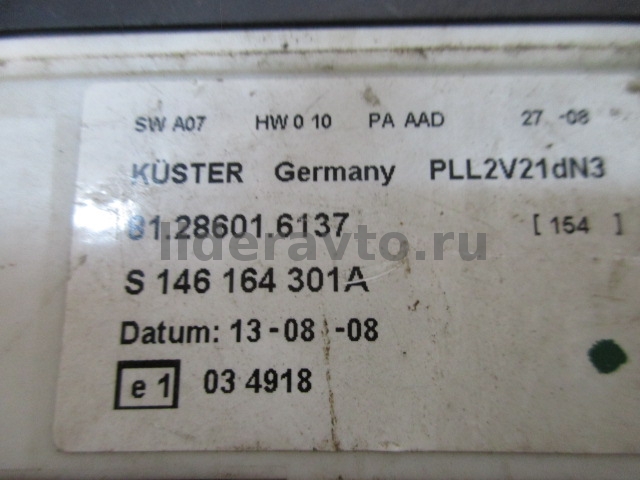 SW A07 HW 0 10 PA AAD 27 -08
KÜSTER Germany PLL2V21dN3
81.28601.6137 [ 154 ]
lideravto.ru
S 146 164 301A
Datum: 13-08 -08
e 1 03 4918